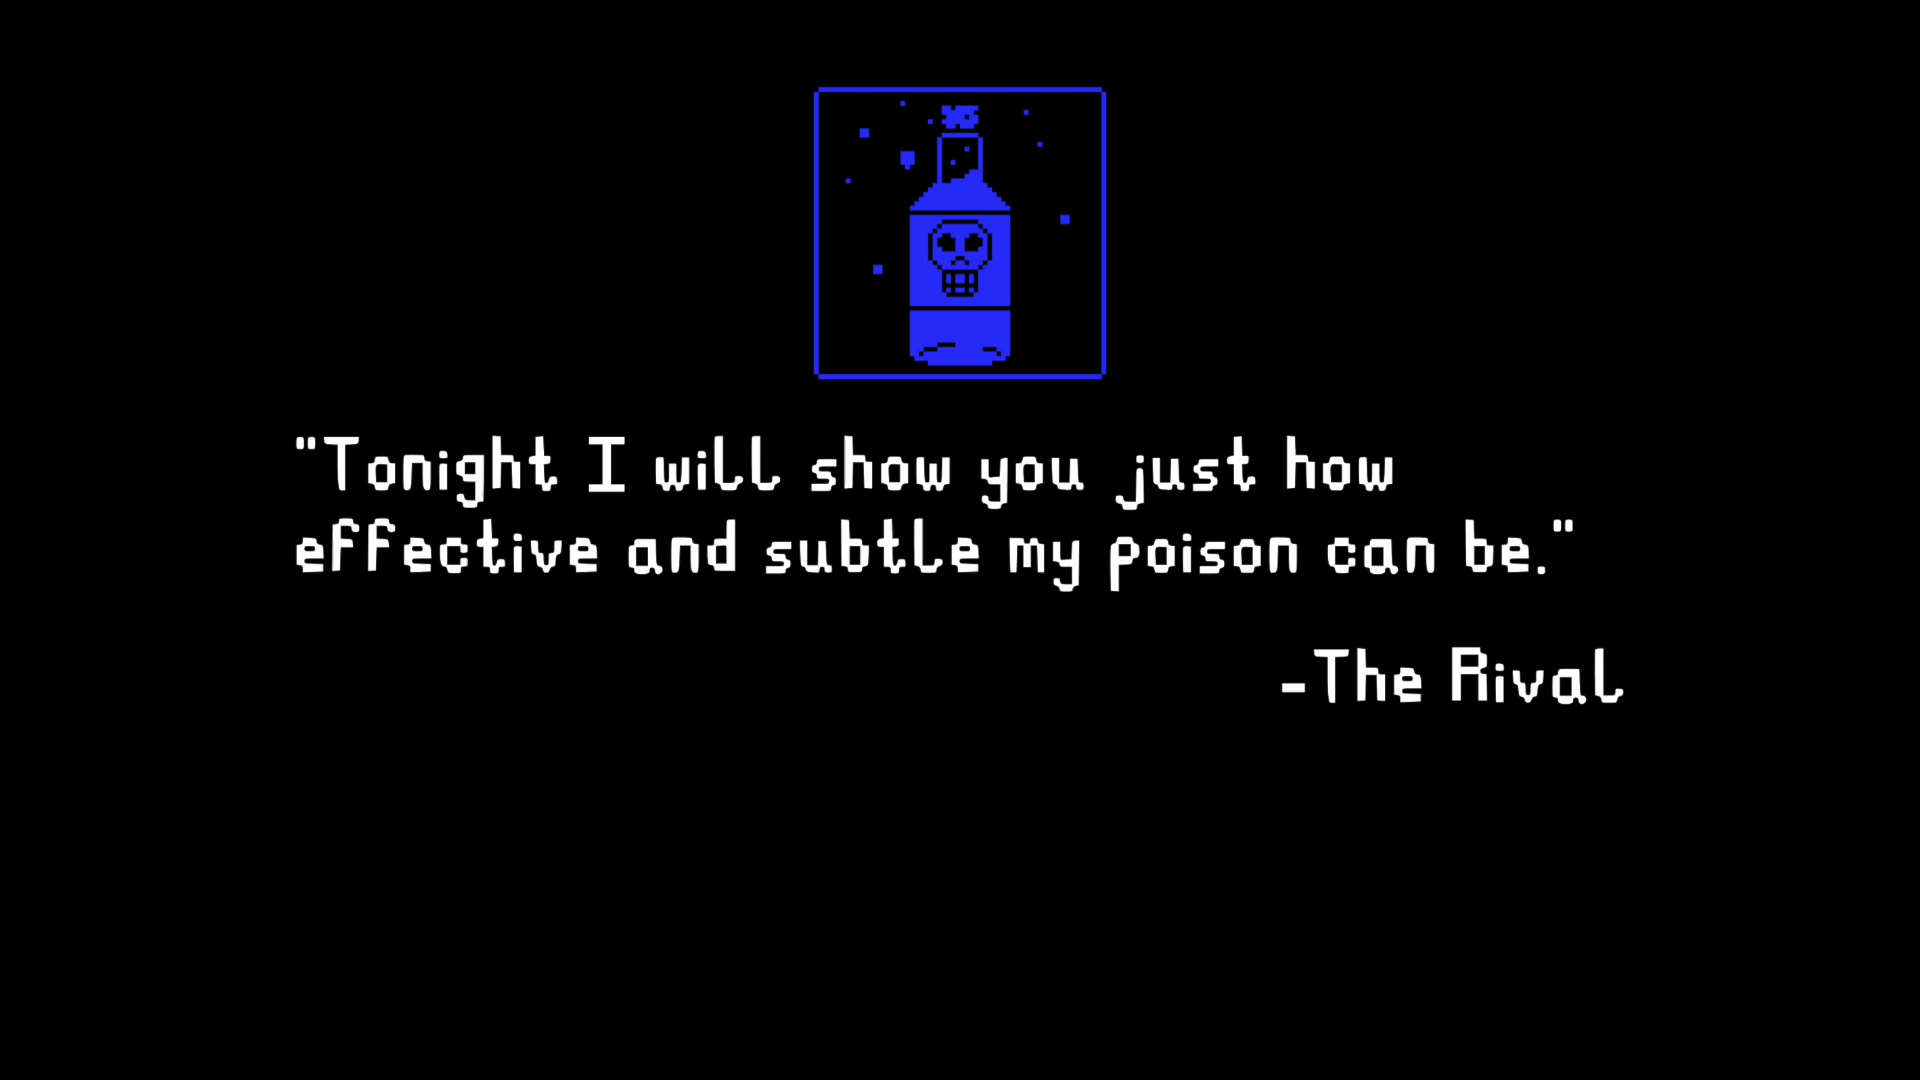 "Tonight I will show you just how
effective and subtle my poison can be."
-The Rival